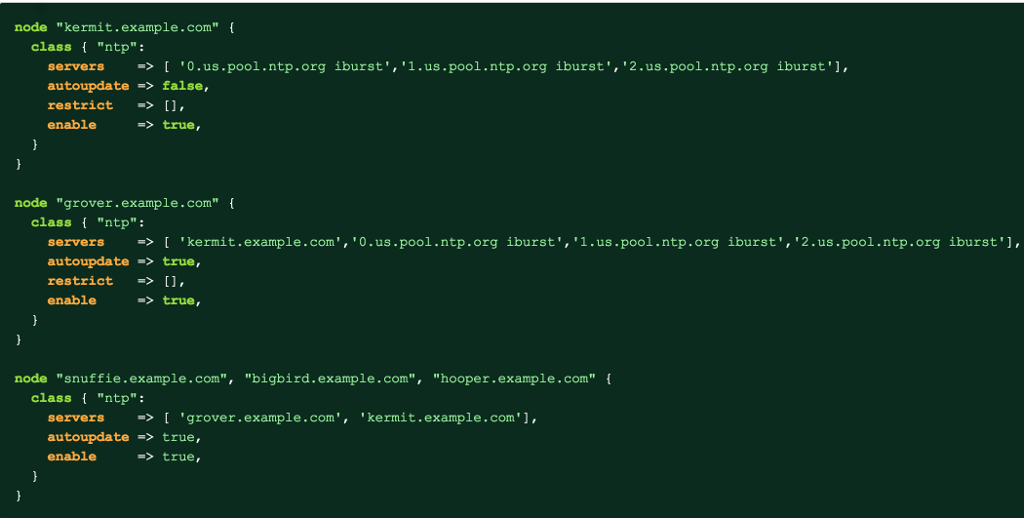 node "kermit.example.com" {
  class { "ntp":
    servers    => [ '0.us.pool.ntp.org iburst','1.us.pool.ntp.org iburst','2.us.pool.ntp.org iburst'],
    autoupdate => false,
    restrict   => [],
    enable     => true,
  }
}
node "grover.example.com" {
  class { "ntp":
    servers    => [ 'kermit.example.com','0.us.pool.ntp.org iburst','1.us.pool.ntp.org iburst','2.us.pool.ntp.org iburst'],
    autoupdate => true,
    restrict   => [],
    enable     => true,
  }
}
node "snuffie.example.com", "bigbird.example.com", "hooper.example.com" {
  class { "ntp":
    servers    => [ 'grover.example.com', 'kermit.example.com'],
    autoupdate => true,
    enable     => true,
  }
}